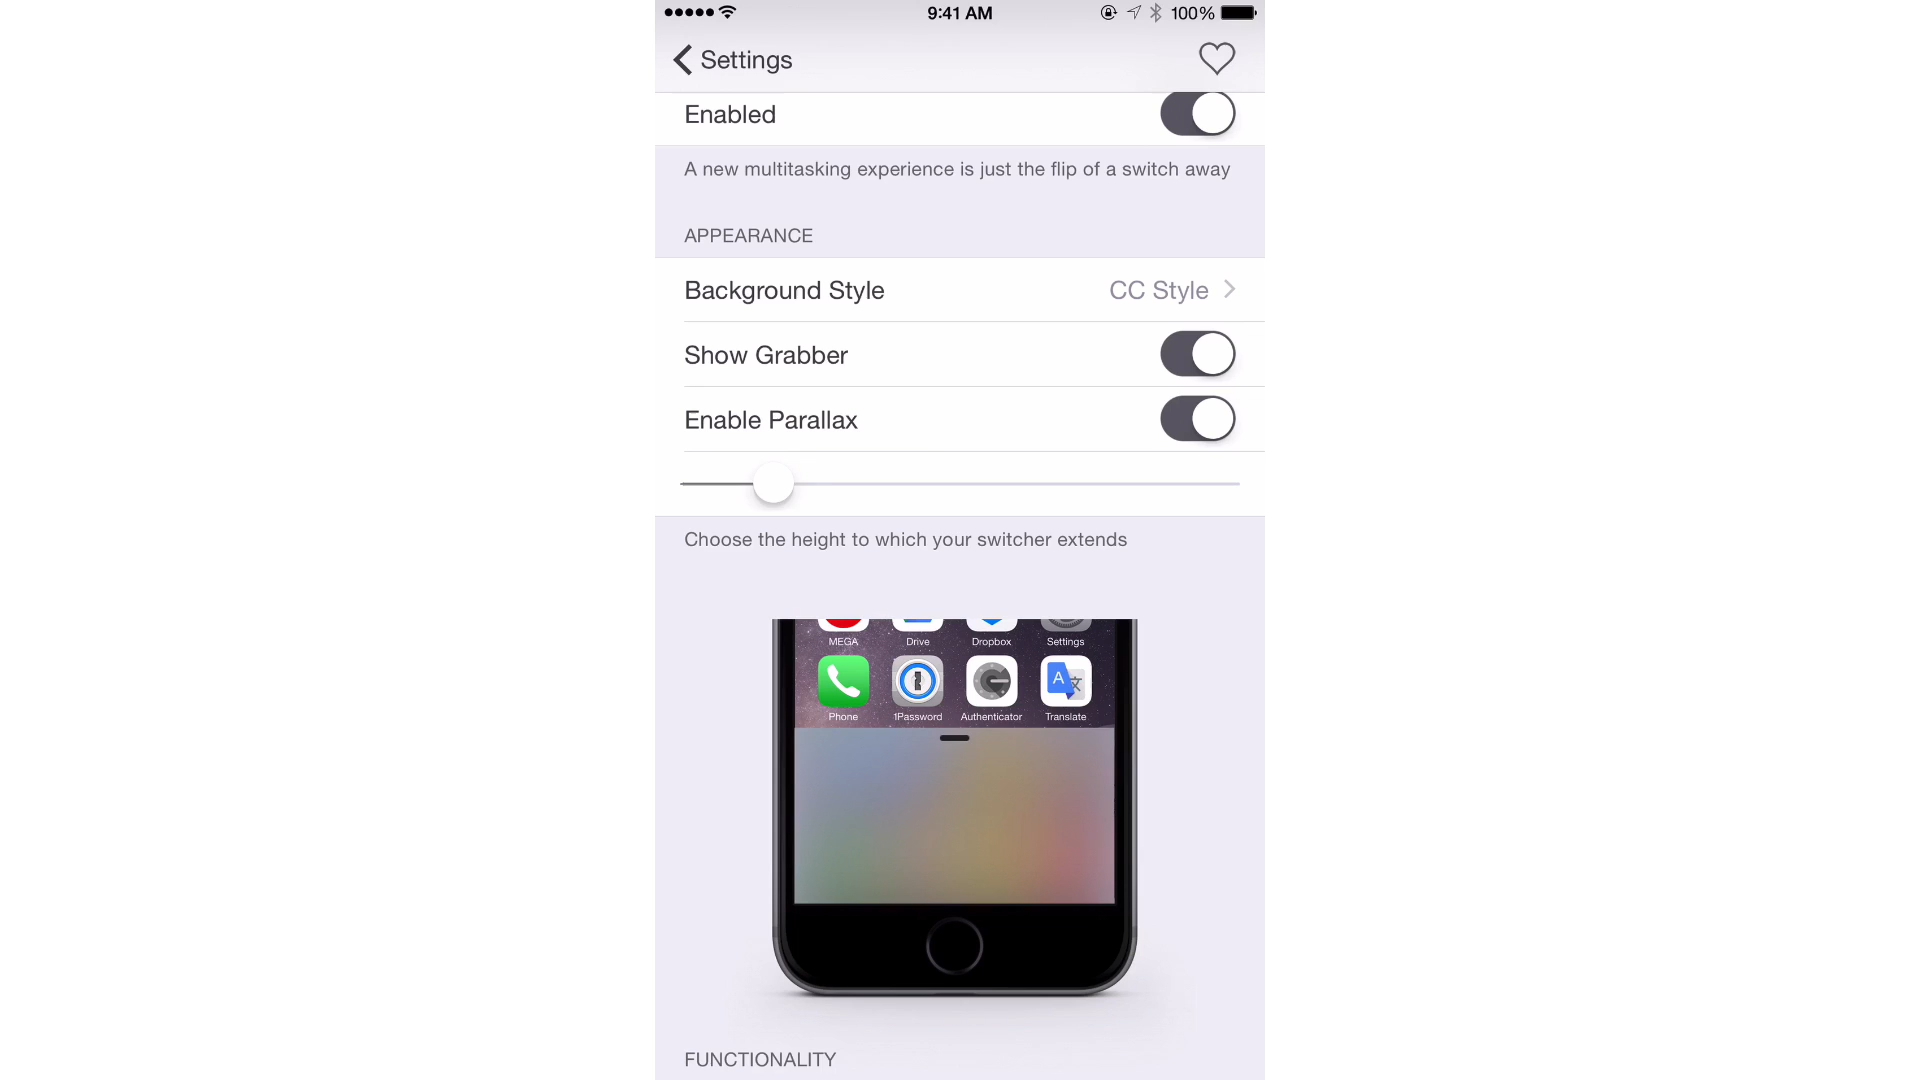 9:41 AM 100%
Settings
Enabled
A new multitasking experience is just the flip of a switch away
APPEARANCE
Background Style CC Style
Show Grabber
Enable Parallax
Choose the height to which your switcher extends
MEGA Drive Dropbox Settings
Phone 1Password Authenticator Translate
FUNCTIONALITY